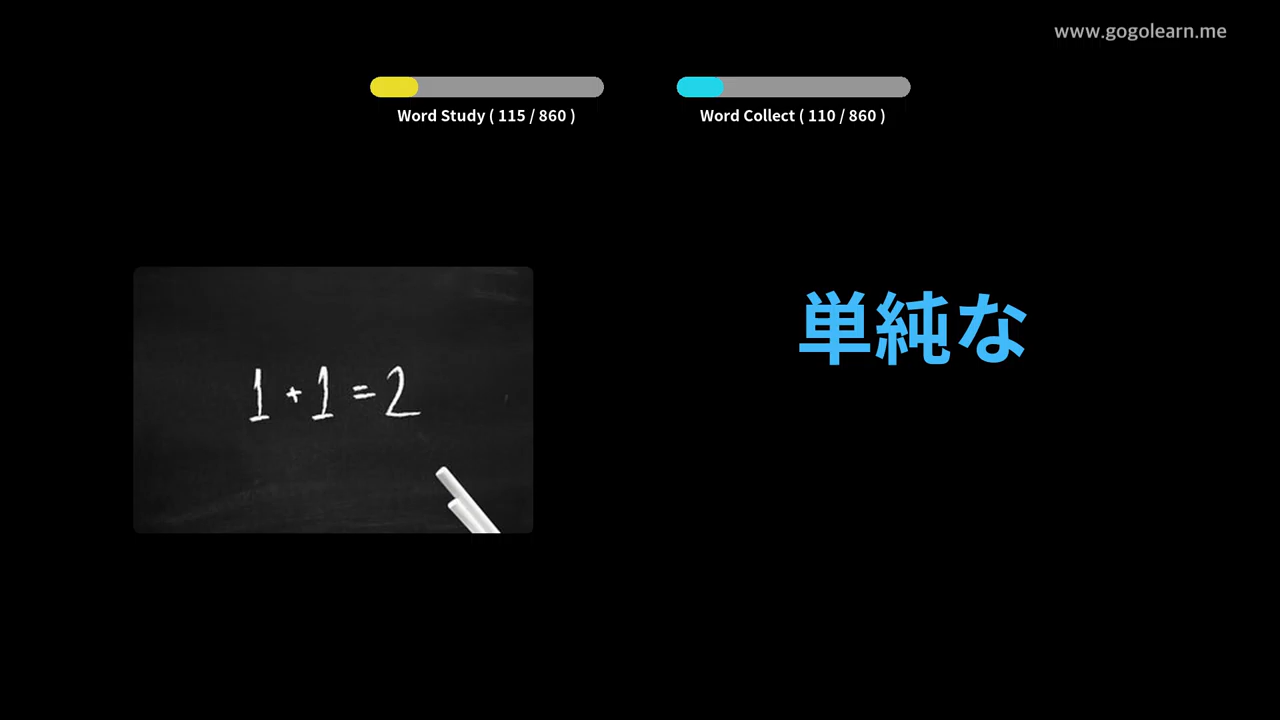 www.gogolearn.me
Word Study ( 115 / 860 )
Word Collect ( 110 / 860 )
1 + 1 = 2
単純な